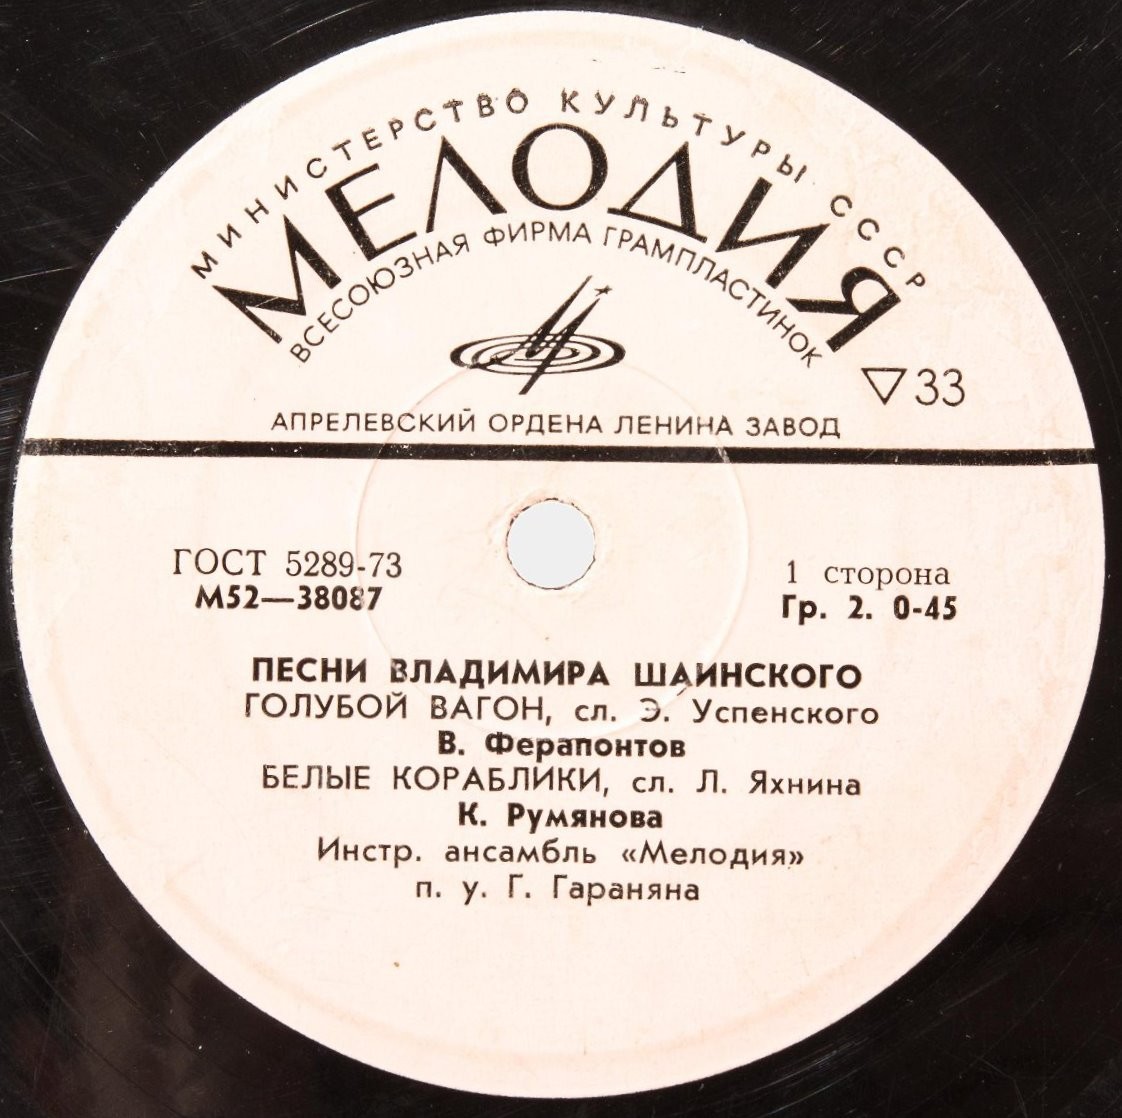 МИНИСТЕРСТВО КУЛЬТУРЫ СССР
МЕЛОДИЯ
ВСЕСОЮЗНАЯ ФИРМА ГРАМПЛАСТИНОК
▽33
АПРЕЛЕВСКИЙ ОРДЕНА ЛЕНИНА ЗАВОД
ГОСТ 5289-73
М52—38087
1 сторона
Гр. 2. 0-45
ПЕСНИ ВЛАДИМИРА ШАИНСКОГО
ГОЛУБОЙ ВАГОН, сл. Э. Успенского
В. Ферапонтов
БЕЛЫЕ КОРАБЛИКИ, сл. Л. Яхнина
К. Румянова
Инстр. ансамбль «Мелодия»
п. у. Г. Гараняна